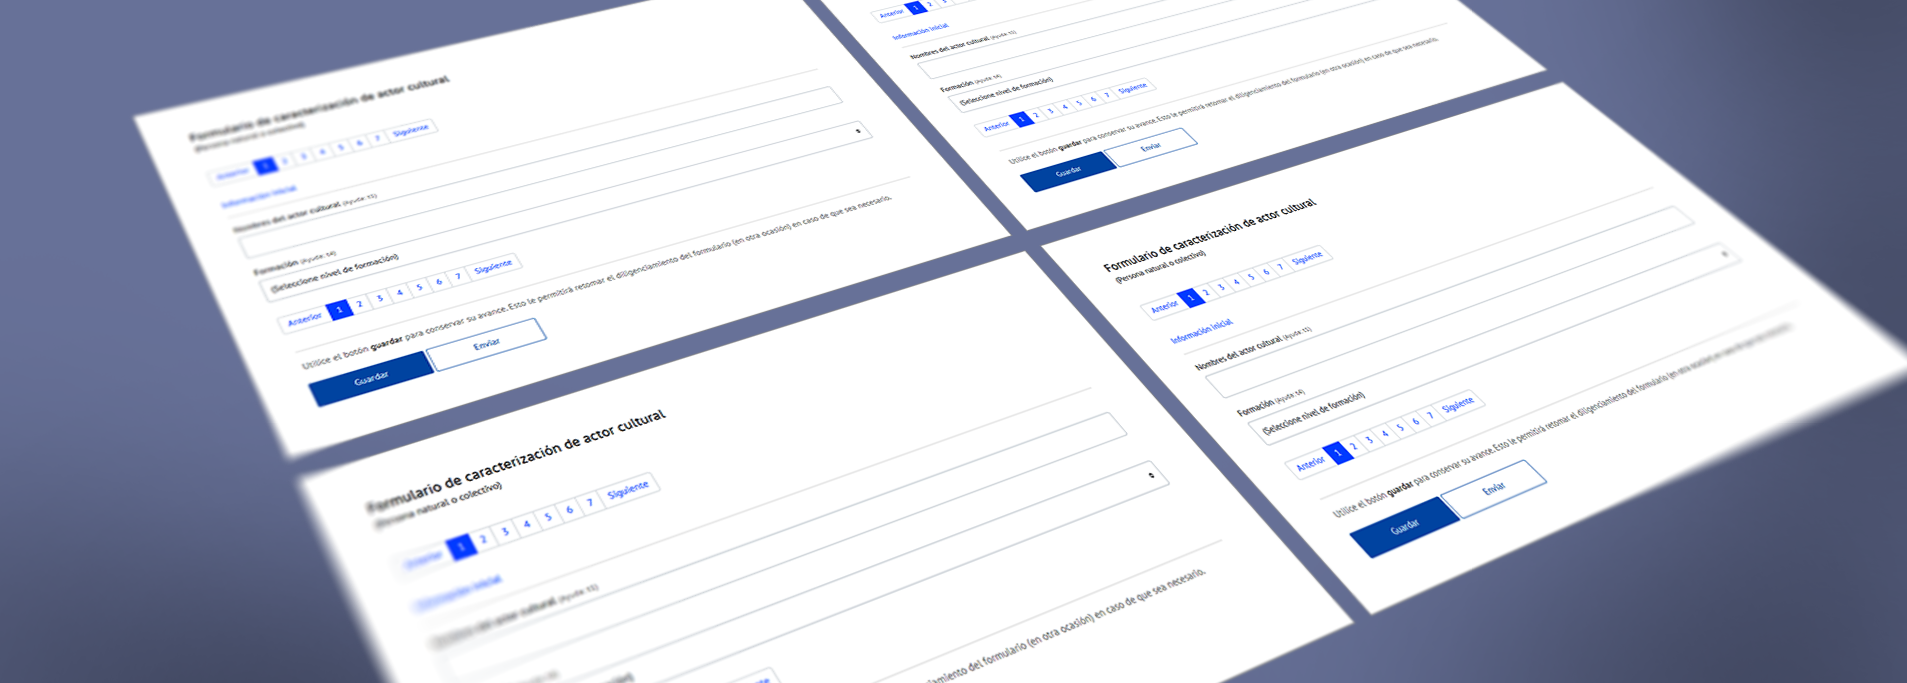 Formulario de caracterización de actor cultural
(Persona natural o colectivo)
Anterior 1 2 3 4 5 6 7 Siguiente
Información inicial
Nombres del actor cultural (Ayuda: 13)
Formación (Ayuda: 14)
(Seleccione nivel de formación)
Anterior 1 2 3 4 5 6 7 Siguiente
Utilice el botón guardar para conservar su avance. Esto le permitirá retomar el diligenciamiento del formulario (en otra ocasión) en caso de que sea necesario.
Guardar Enviar
Anterior 1 2 3
Información inicial
Nombres del actor cultural (Ayuda: 13)
Formación (Ayuda: 14)
(Seleccione nivel de formación)
Anterior 1 2 3 4 5 6 7 Siguiente
Utilice el botón guardar para conservar su avance. Esto le permitirá retomar el diligenciamiento del formulario (en otra ocasión) en caso de que sea necesario.
Guardar Enviar
Formulario de caracterización de actor cultural
(Persona natural o colectivo)
Anterior 1 2 3 4 5 6 7 Siguiente
Información inicial
del actor cultural (Ayuda: 13)
amiento del formulario (en otra ocasión) en caso de que sea necesario.
Formulario de caracterización de actor cultural
(Persona natural o colectivo)
Anterior 1 2 3 4 5 6 7 Siguiente
Información inicial
Nombres del actor cultural (Ayuda: 13)
Formación (Ayuda: 14)
(Seleccione nivel de formación)
Anterior 1 2 3 4 5 6 7 Siguiente
Utilice el botón guardar para conservar su avance. Esto le permitirá retomar el diligenciamiento del formulario (en otra ocasión)
Guardar Enviar